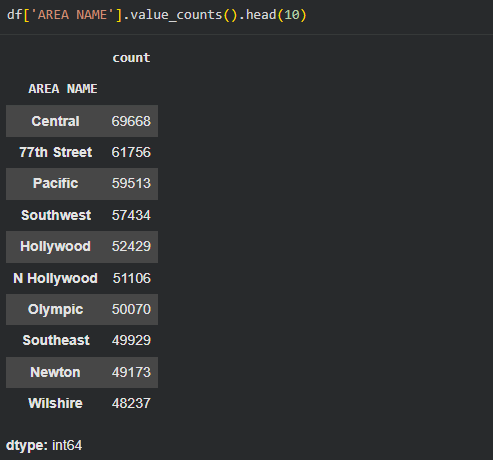 df['AREA NAME'].value_counts().head(10)
count
AREA NAME
Central 69668
77th Street 61756
Pacific 59513
Southwest 57434
Hollywood 52429
N Hollywood 51106
Olympic 50070
Southeast 49929
Newton 49173
Wilshire 48237
dtype: int64